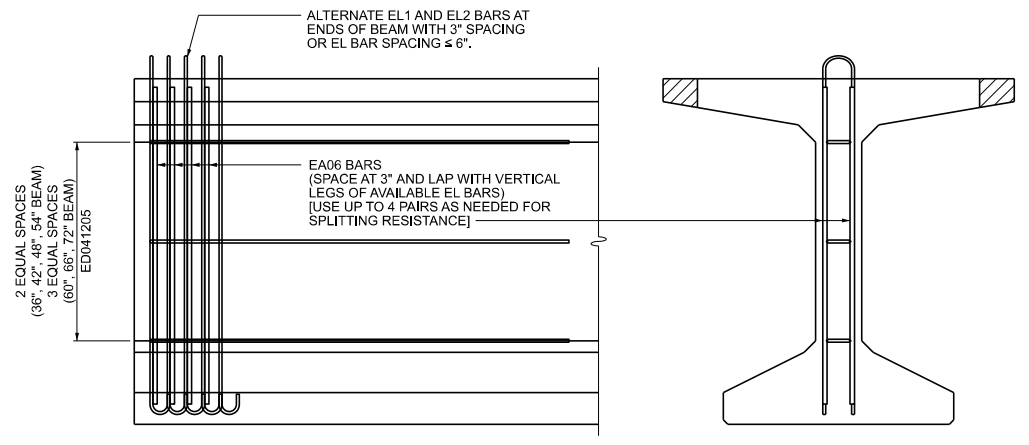 ALTERNATE EL1 AND EL2 BARS AT
ENDS OF BEAM WITH 3" SPACING
OR EL BAR SPACING ≤ 6".
EA06 BARS
(SPACE AT 3" AND LAP WITH VERTICAL
LEGS OF AVAILABLE EL BARS)
[USE UP TO 4 PAIRS AS NEEDED FOR
SPLITTING RESISTANCE]
2 EQUAL SPACES
(36", 42", 48", 54" BEAM)
3 EQUAL SPACES
(60", 66", 72" BEAM)
ED041205